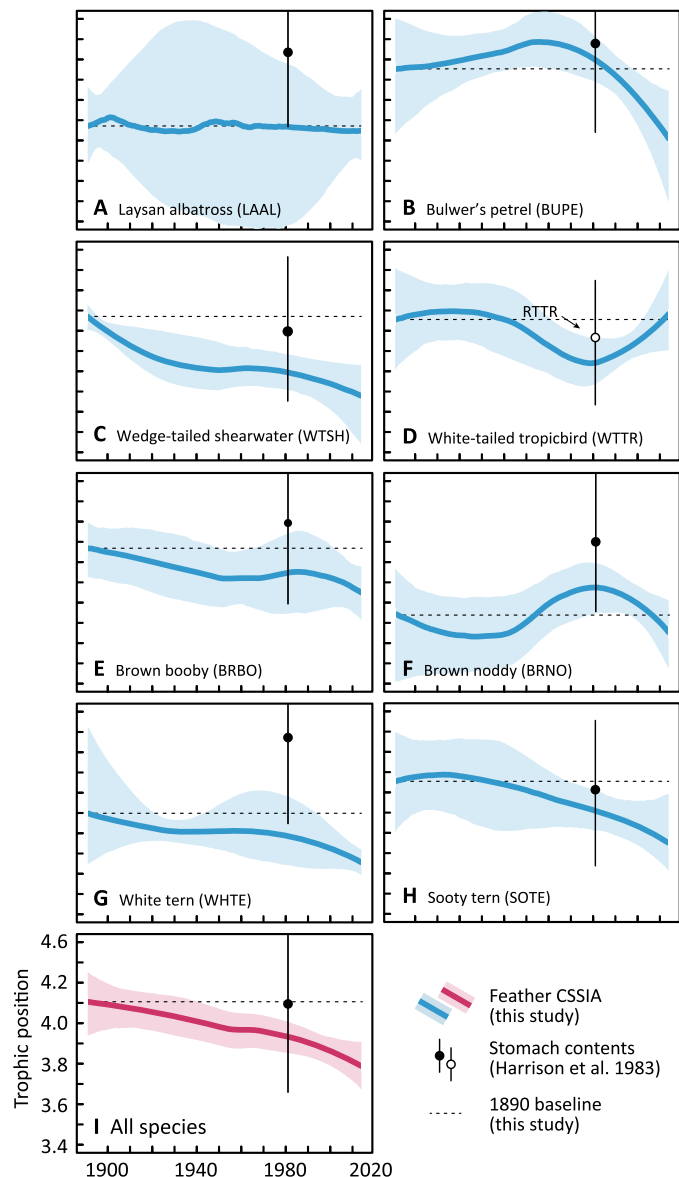 A Laysan albatross (LAAL)
B Bulwer's petrel (BUPE)
C Wedge-tailed shearwater (WTSH)
RTTR
D White-tailed tropicbird (WTTR)
E Brown booby (BRBO)
F Brown noddy (BRNO)
G White tern (WHTE)
H Sooty tern (SOTE)
Trophic position
4.6
4.2
4.0
3.8
3.6
3.4
I All species
1900 1940 1980 2020
Feather CSSIA
(this study)
Stomach contents
(Harrison et al. 1983)
1890 baseline
(this study)